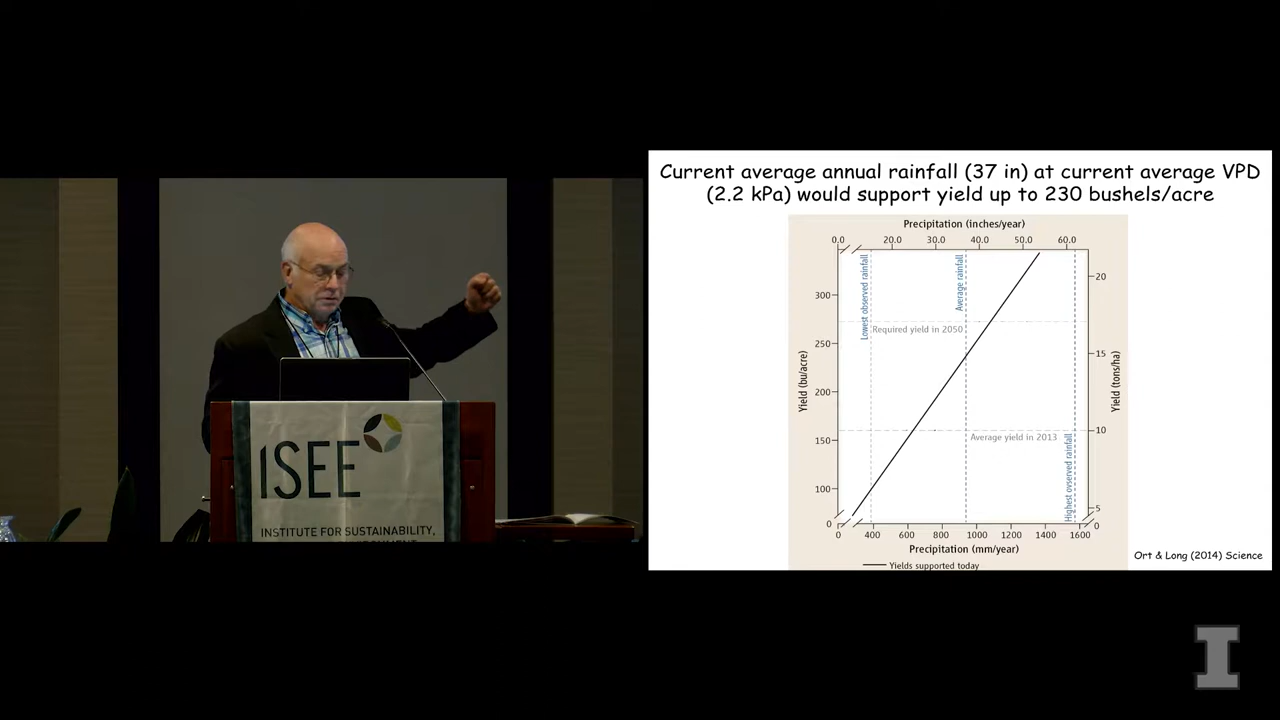 Current average annual rainfall (37 in) at current average VPD
(2.2 kPa) would support yield up to 230 bushels/acre
Precipitation (inches/year)
0.0 20.0 30.0 40.0 50.0 60.0
Lowest observed rainfall
Average rainfall
Required yield in 2050
Average yield in 2013
Highest ovserved rainfall
Yield (bu/acre)
300
250
200
150
100
0
Yield (tons/ha)
20
15
10
5
0
0 400 600 800 1000 1200 1400 1600
Precipitation (mm/year)
Yields supported today
Ort & Long (2014) Science
ISEE
INSTITUTE FOR SUSTAINABILITY,
I